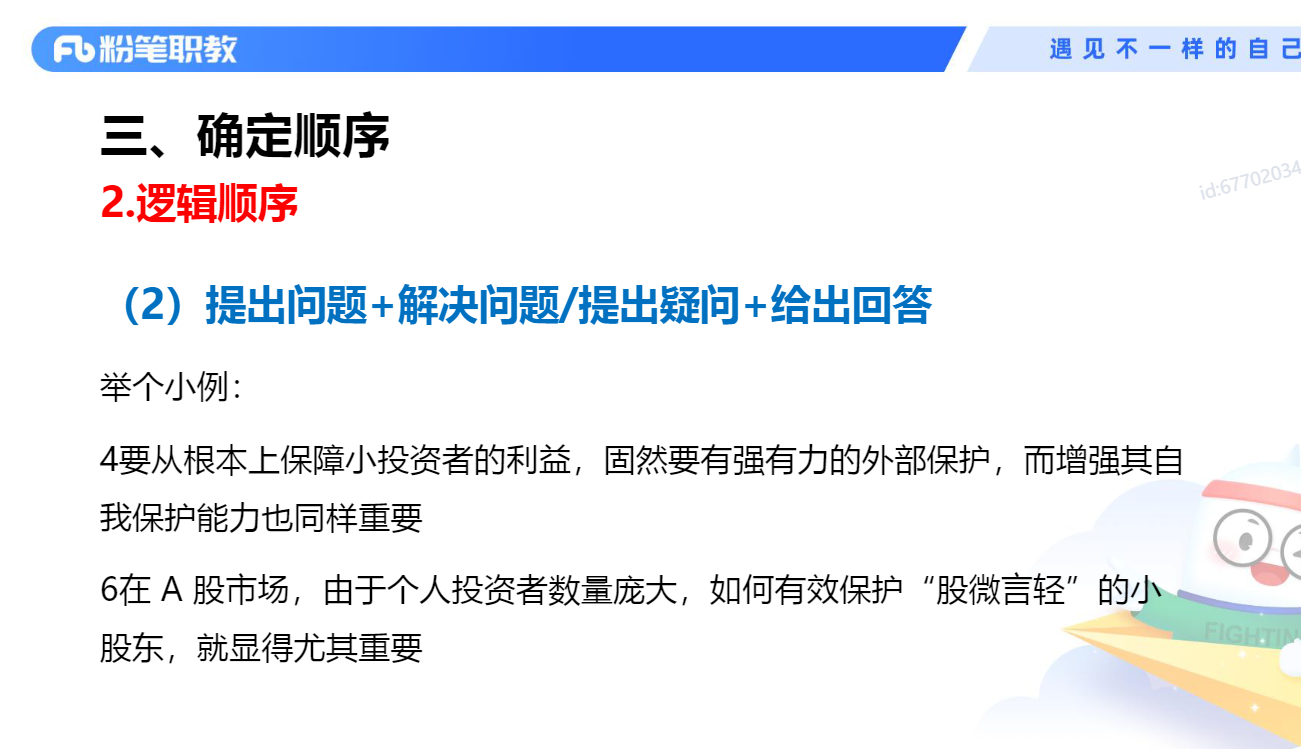 粉笔职教
遇见不一样的自己
三、确定顺序
2.逻辑顺序
id:67702034
（2）提出问题+解决问题/提出疑问+给出回答
举个小例：
4要从根本上保障小投资者的利益，固然要有强有力的外部保护，而增强其自
我保护能力也同样重要
6在 A 股市场，由于个人投资者数量庞大，如何有效保护“股微言轻”的小
股东，就显得尤其重要
FIGHTIN